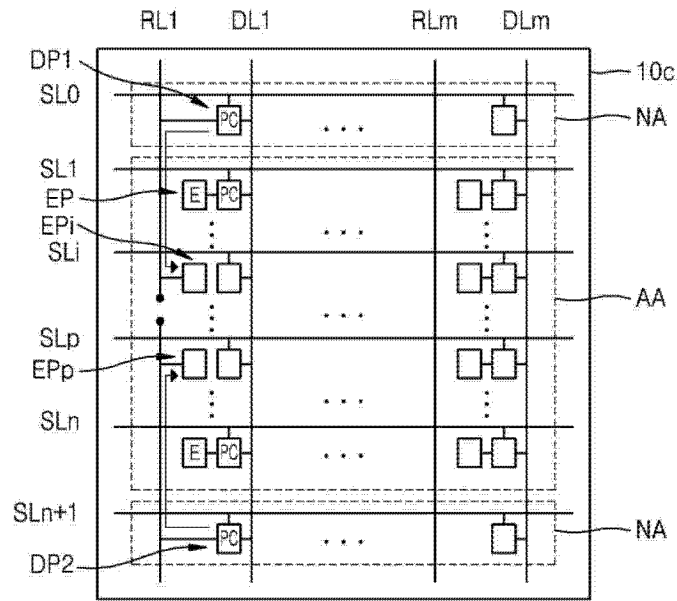 RL1 DL1 RLm DLm
DP1
10c
SL0
NA
PC
. . .
SL1
EP
E PC
. . .
EPi
SLi
. . .
AA
SLp
EPp
. . .
SLn
E PC
. . .
SLn+1
NA
PC
. . .
DP2